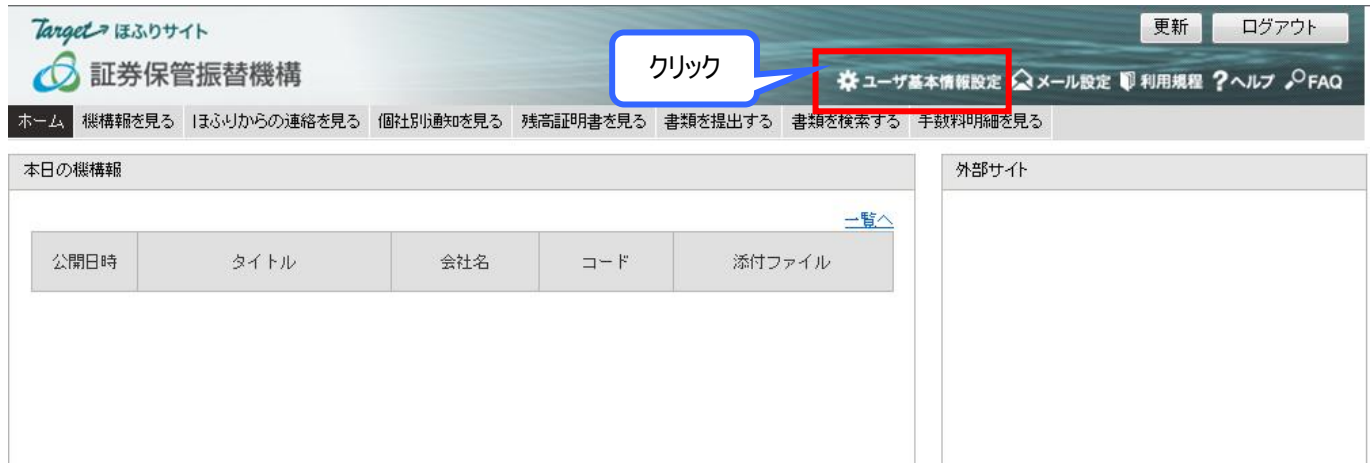 Target ほふりサイト
更新 ログアウト
証券保管振替機構
クリック
ユーザ基本情報設定 メール設定 利用規程 ?ヘルプ FAQ
ホーム 機構報を見る ほふりからの連絡を見る 個社別通知を見る 残高証明書を見る 書類を提出する 書類を検索する 手数料明細を見る
本日の機構報
外部サイト
一覧へ
公開日時 タイトル 会社名 コード 添付ファイル